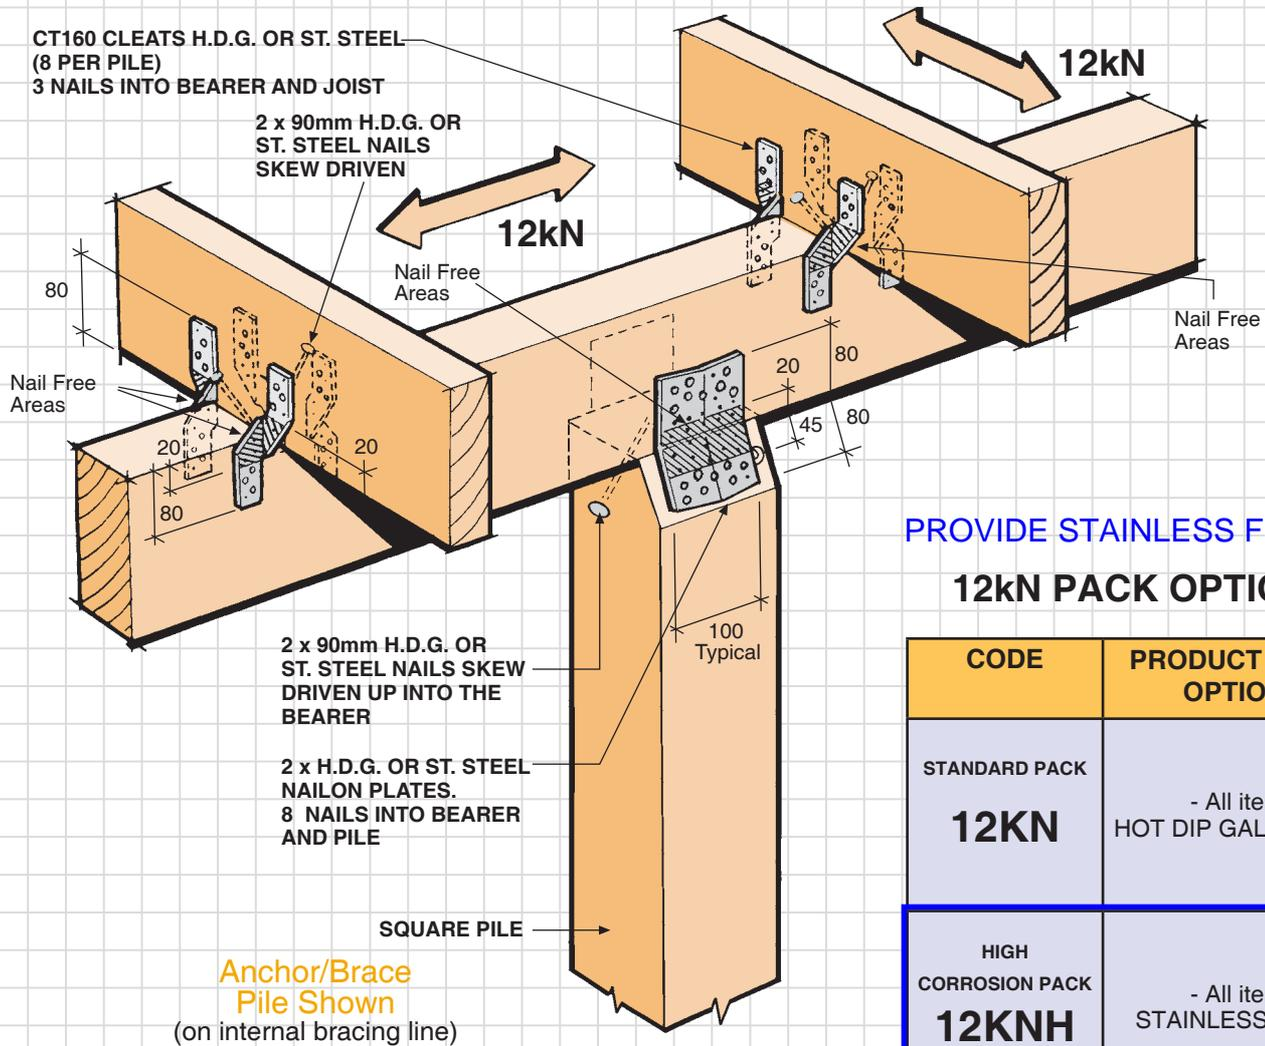 CT160 CLEATS H.D.G. OR ST. STEEL
(8 PER PILE)
3 NAILS INTO BEARER AND JOIST
2 x 90mm H.D.G. OR
ST. STEEL NAILS
SKEW DRIVEN
12kN
12kN
Nail Free
Areas
80
Nail Free
Areas
Nail Free
Areas
20
80
20
80
20
45
80
100
Typical
2 x 90mm H.D.G. OR
ST. STEEL NAILS SKEW
DRIVEN UP INTO THE
BEARER
2 x H.D.G. OR ST. STEEL
NAILON PLATES.
8 NAILS INTO BEARER
AND PILE
SQUARE PILE
Anchor/Brace
Pile Shown
(on internal bracing line)
PROVIDE STAINLESS F
12kN PACK OPTIO
CODE
PRODUCT
OPTIO
STANDARD PACK
12KN
- All ite
HOT DIP GAL
HIGH
CORROSION PACK
12KNH
- All ite
STAINLESS